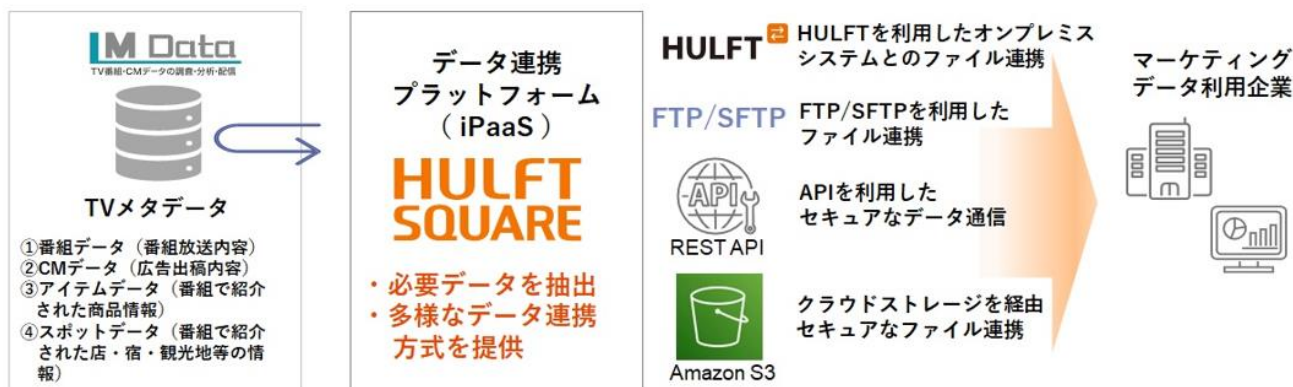 LM Data
TV番組・CMデータの調査・分析・配信
TVメタデータ
①番組データ（番組放送内容）
②CMデータ（広告出稿内容）
③アイテムデータ（番組で紹介
された商品情報）
④スポットデータ（番組で紹介
された店・宿・観光地等の情
報）
データ連携
プラットフォーム
（ iPaaS ）
HULFT
SQUARE
・必要データを抽出
・多様なデータ連携
方式を提供
HULFT
HULFTを利用したオンプレミス
システムとのファイル連携
FTP/SFTP
FTP/SFTPを利用した
ファイル連携
API
REST API
APIを利用した
セキュアなデータ通信
Amazon S3
クラウドストレージを経由
セキュアなファイル連携
マーケティング
データ利用企業